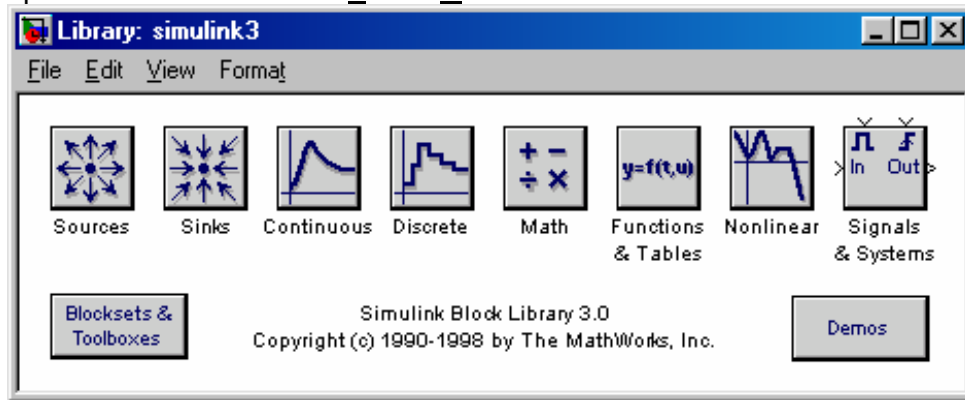 Library: simulink3
File Edit View Format
y=f(t,u)
In Out
Sources Sinks Continuous Discrete Math Functions & Tables Nonlinear Signals & Systems
Blocksets & Toolboxes
Simulink Block Library 3.0
Copyright (c) 1990-1998 by The MathWorks, Inc.
Demos